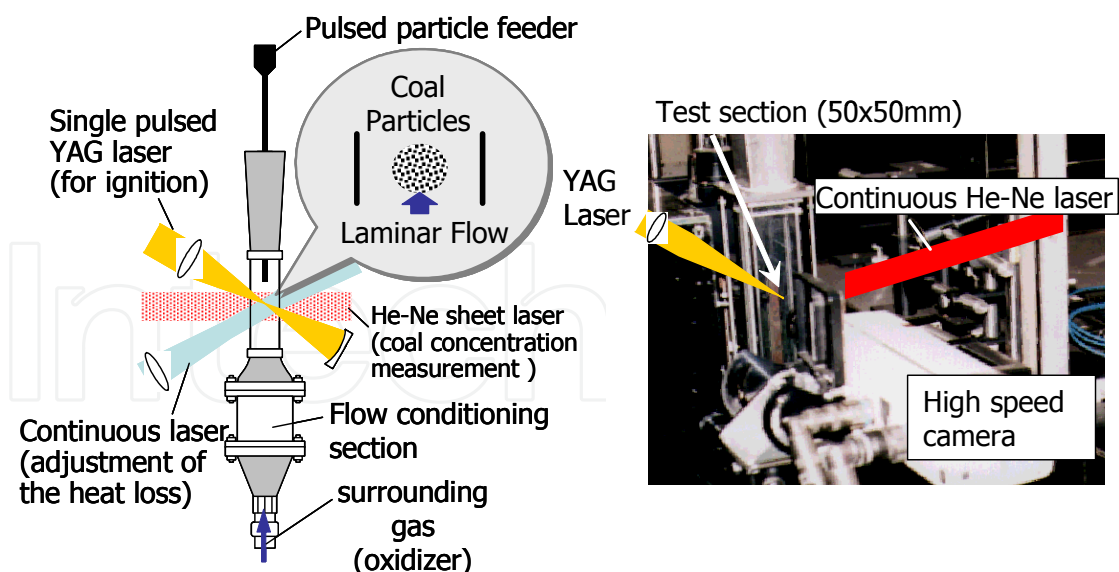 Pulsed particle feeder
Coal
Particles
Laminar Flow
Single pulsed
YAG laser
(for ignition)
He-Ne sheet laser
(coal concentration
measurement )
Flow conditioning
section
Continuous laser
(adjustment of
the heat loss)
surrounding
gas
(oxidizer)
Test section (50x50mm)
YAG
Laser
Continuous He-Ne laser
High speed
camera
Intech